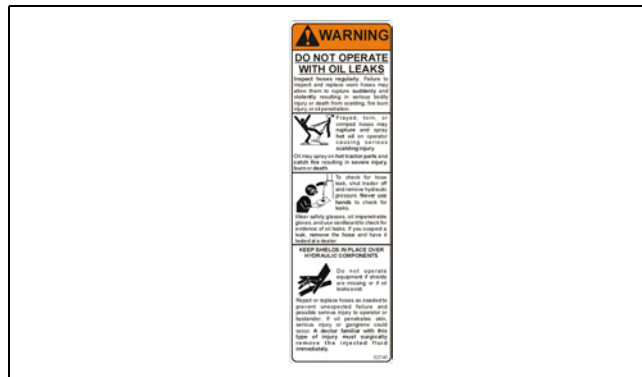 WARNING
DO NOT OPERATE
WITH OIL LEAKS
Inspect hoses regularly. Failure to
inspect and replace worn hoses may
allow them to rupture suddenly and
violently resulting in serious bodily
injury or death from scalding, fire burn
injury, or oil penetration.
Frayed, torn, or
crimped hoses may
rupture and spray
hot oil on operator
causing serious
scalding injury.
Oil may spray on hot tractor parts and
catch fire resulting in severe injury,
burn or death
To check for hose
leak, shut tractor off
and remove hydraulic
pressure. Never use
hands to check for
leaks.
Wear safety glasses, oil impenetrable
gloves, and use cardboard to check for
evidence of oil leaks. If you suspect a
leak, remove the hose and have it
tested at a dealer.
KEEP SHIELDS IN PLACE OVER
HYDRAULIC COMPONENTS
Do not operate
equipment if shields
are missing or if oil
leaks exist.
Repair or replace hoses as needed to
prevent unexpected failure and
possible serious injury to operator or
bystander. If oil penetrates skin,
serious injury or gangrene could
occur. A doctor familiar with this
type of injury must surgically
remove the injected fluid
immediately.